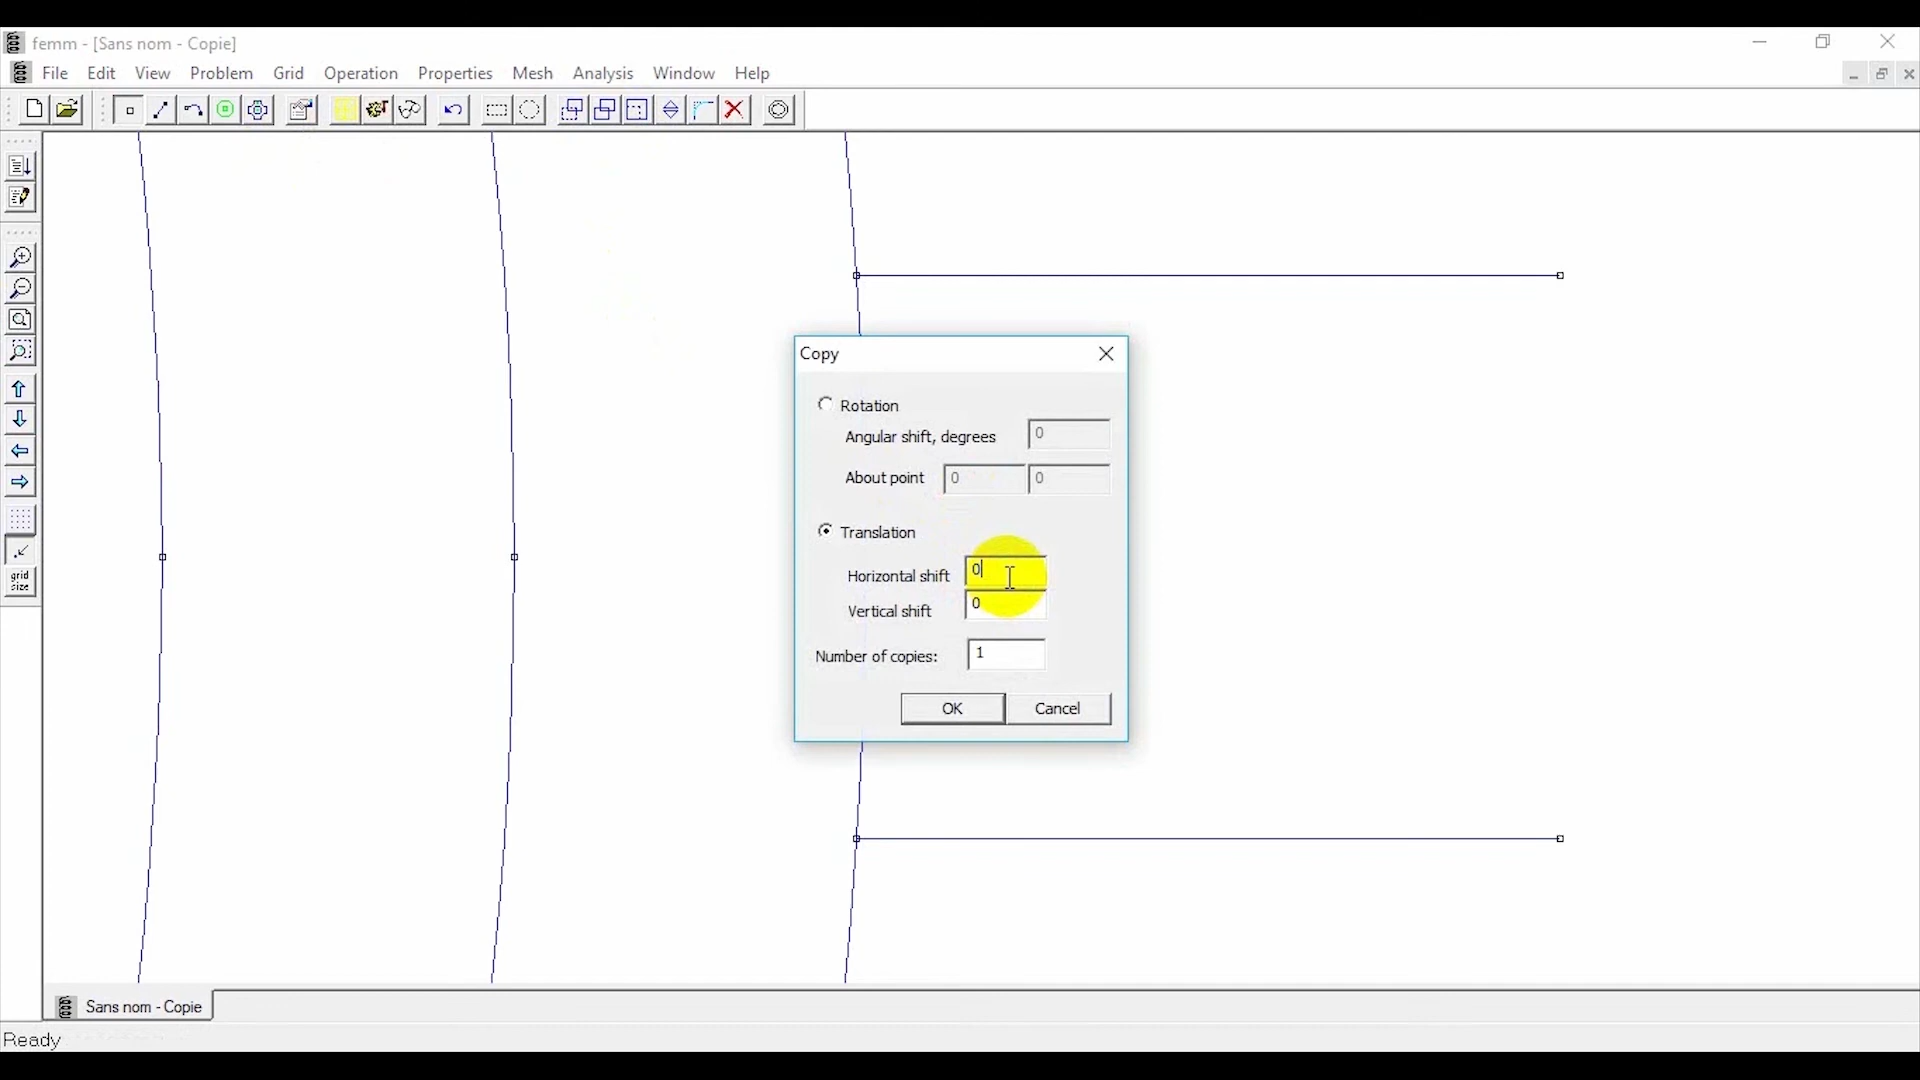 femm - [Sans nom - Copie]
File Edit View Problem Grid Operation Properties Mesh Analysis Window Help
grid
size
Copy
Rotation
Angular shift, degrees 0
About point 0 0
Translation
Horizontal shift 0
Vertical shift 0
Number of copies: 1
OK Cancel
Sans nom - Copie
Ready